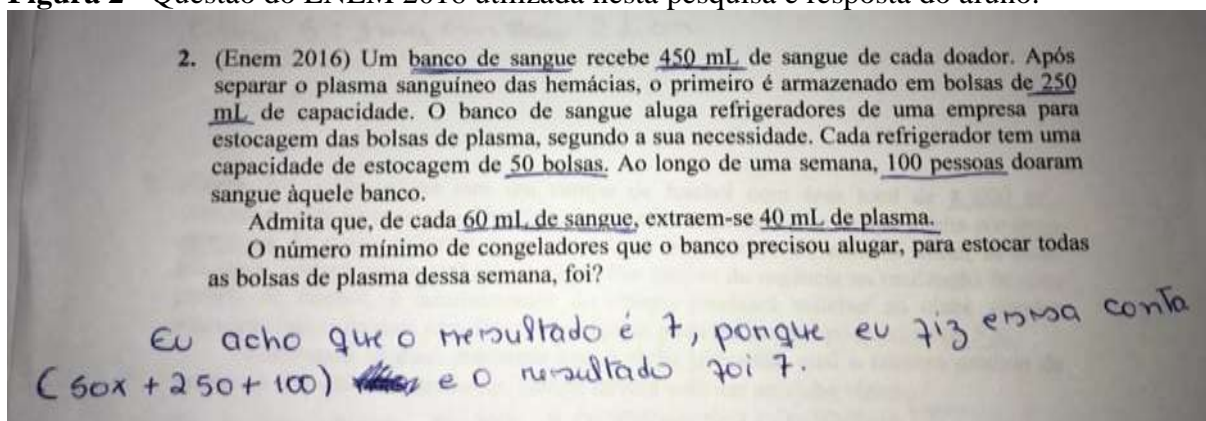 Figura 2 - Questão do ENEM 2016 utilizada nesta pesquisa e resposta do aluno.
2. (Enem 2016) Um banco de sangue recebe 450 mL de sangue de cada doador. Após
separar o plasma sanguíneo das hemácias, o primeiro é armazenado em bolsas de 250
mL de capacidade. O banco de sangue aluga refrigeradores de uma empresa para
estocagem das bolsas de plasma, segundo a sua necessidade. Cada refrigerador tem uma
capacidade de estocagem de 50 bolsas. Ao longo de uma semana, 100 pessoas doaram
sangue àquele banco.
Admita que, de cada 60 mL de sangue, extraem-se 40 mL de plasma.
O número mínimo de congeladores que o banco precisou alugar, para estocar todas
as bolsas de plasma dessa semana, foi?
Eu acho que o resultado é 7, porque eu fiz essa conta
(50x + 250 + 100) e o resultado foi 7.